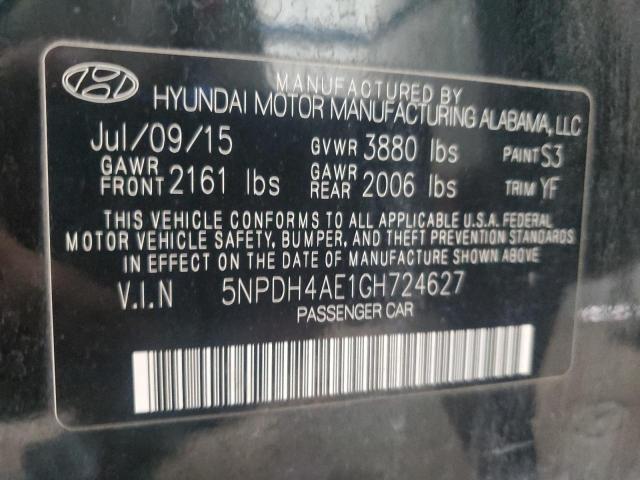 MANUFACTURED BY
HYUNDAI MOTOR MANUFACTURING ALABAMA, LLC
Jul/09/15 GVWR 3880 lbs PAINT S3
GAWR FRONT 2161 lbs GAWR REAR 2006 lbs TRIM YF
THIS VEHICLE CONFORMS TO ALL APPLICABLE U.S.A. FEDERAL
MOTOR VEHICLE SAFETY, BUMPER, AND THEFT PREVENTION STANDARDS
IN EFFECT ON THE DATE OF MANUFACTURE SHOWN ABOVE.
V.I.N 5NPDH4AE1GH724627
PASSENGER CAR